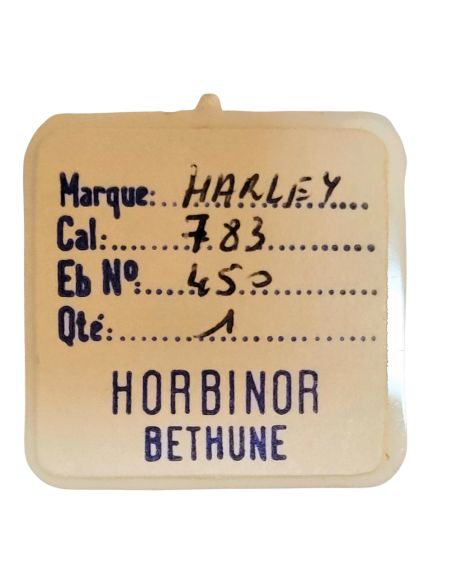 Marque: HARLEY
Cal: 783
Eb Nº: 450
Qté: 1
HORBINOR
BETHUNE